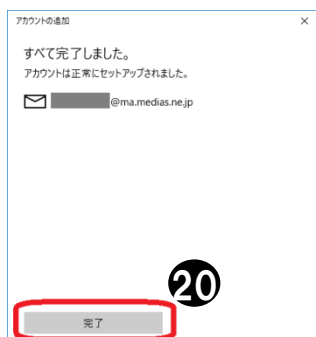 アカウントの追加
すべて完了しました。
アカウントは正常にセットアップされました。
@ma.medias.ne.jp
20
完了